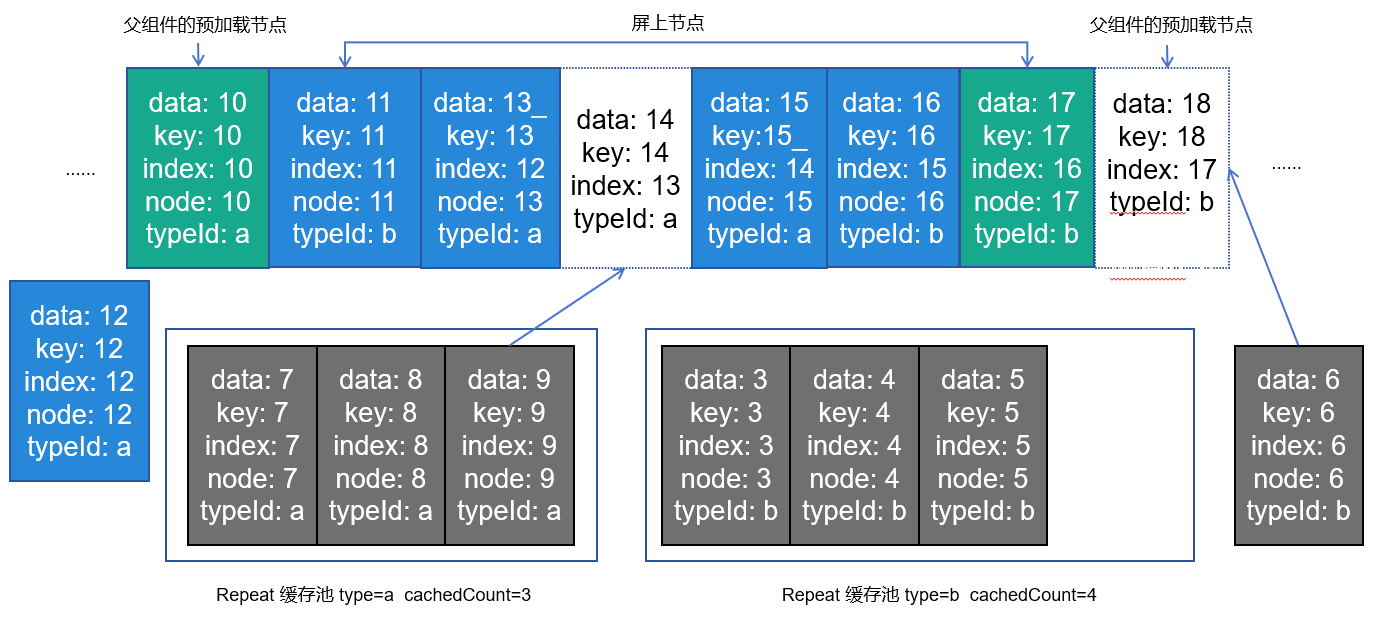 父组件的预加载节点
屏上节点
父组件的预加载节点
......
data: 10
key: 10
index: 10
node: 10
typeId: a
data: 11
key: 11
index: 11
node: 11
typeId: b
data: 13_
key: 13
index: 12
node: 13
typeId: a
data: 14
key: 14
index: 13
typeId: a
data: 15
key:15_
index: 14
node: 15
typeId: a
data: 16
key: 16
index: 15
node: 16
typeId: b
data: 17
key: 17
index: 16
node: 17
typeId: b
data: 18
key: 18
index: 17
typeId: b
......
data: 12
key: 12
index: 12
node: 12
typeId: a
data: 7
key: 7
index: 7
node: 7
typeId: a
data: 8
key: 8
index: 8
node: 8
typeId: a
data: 9
key: 9
index: 9
node: 9
typeId: a
data: 3
key: 3
index: 3
node: 3
typeId: b
data: 4
key: 4
index: 4
node: 4
typeId: b
data: 5
key: 5
index: 5
node: 5
typeId: b
data: 6
key: 6
index: 6
node: 6
typeId: b
Repeat 缓存池 type=a cachedCount=3
Repeat 缓存池 type=b cachedCount=4